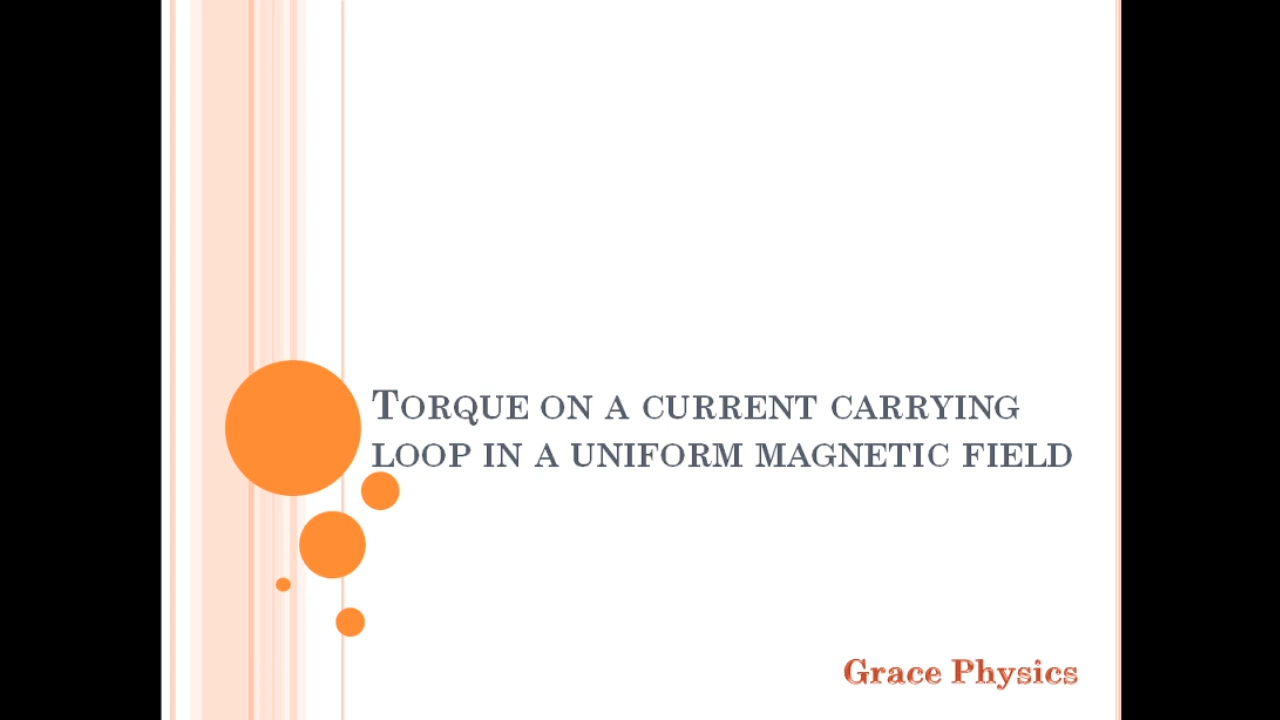 TORQUE ON A CURRENT CARRYING
LOOP IN A UNIFORM MAGNETIC FIELD
Grace Physics